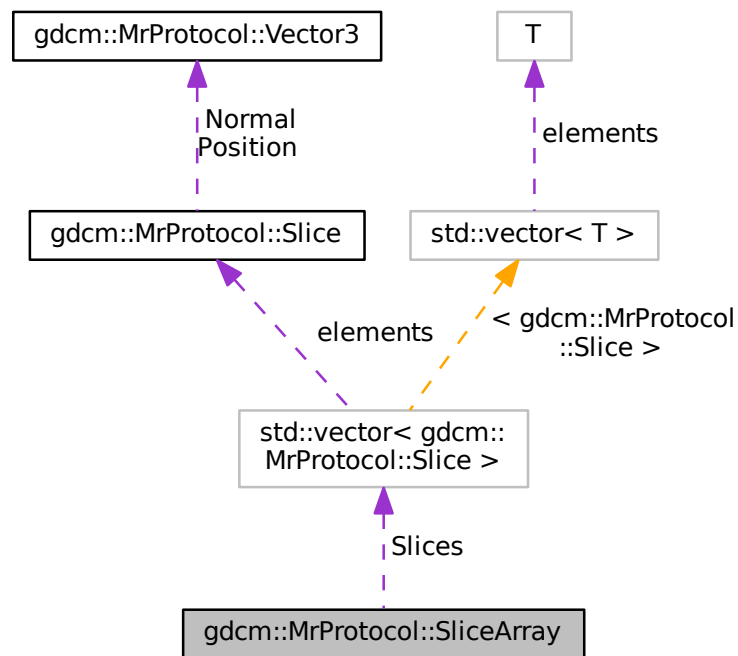 gdcm::MrProtocol::Vector3
T
Normal
Position
elements
gdcm::MrProtocol::Slice
std::vector< T >
elements
< gdcm::MrProtocol
::Slice >
std::vector< gdcm::
MrProtocol::Slice >
Slices
gdcm::MrProtocol::SliceArray